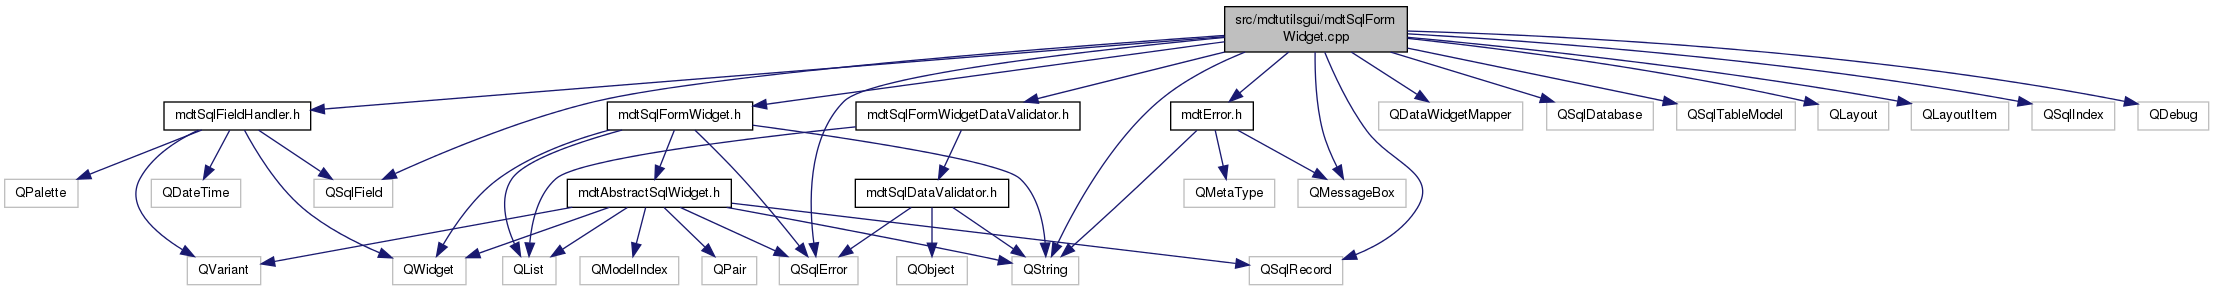 src/mdtutilsgui/mdtSqlForm
Widget.cpp
mdtSqlFieldHandler.h
mdtSqlFormWidget.h
mdtSqlFormWidgetDataValidator.h
mdtError.h
QDataWidgetMapper
QSqlDatabase
QSqlTableModel
QLayout
QLayoutItem
QSqlIndex
QDebug
QPalette
QDateTime
QSqlField
mdtAbstractSqlWidget.h
mdtSqlDataValidator.h
QMetaType
QMessageBox
QVariant
QWidget
QList
QModelIndex
QPair
QSqlError
QObject
QString
QSqlRecord